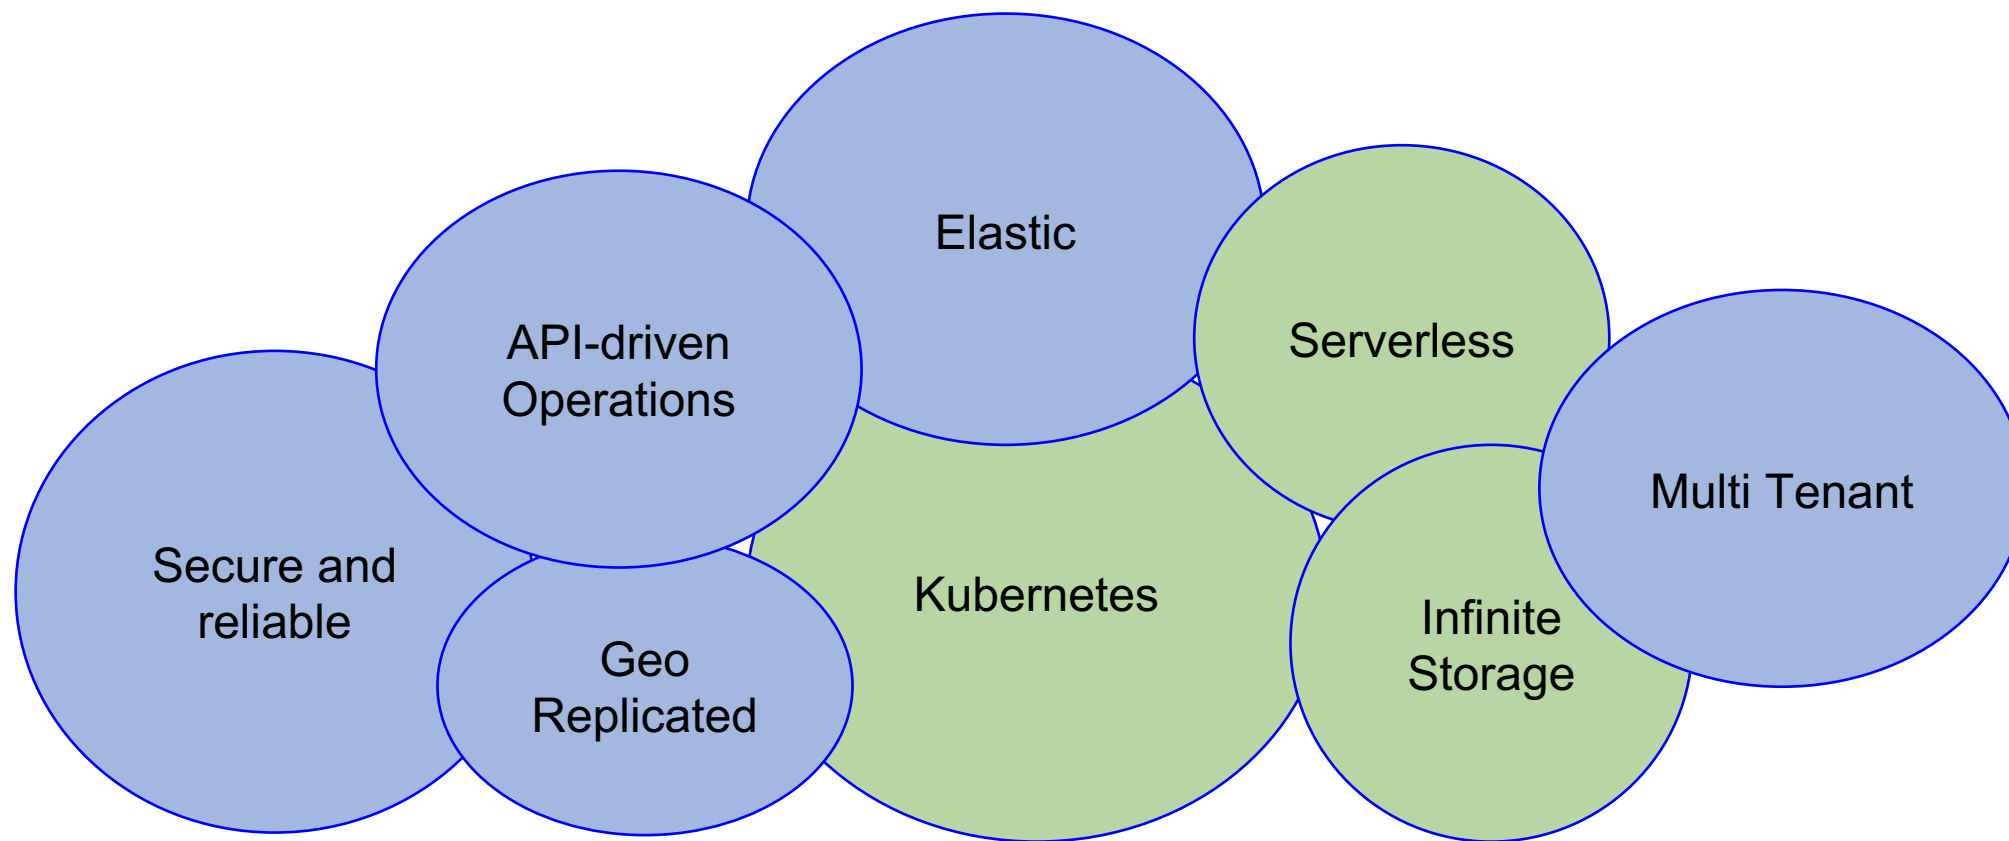 Elastic
API-driven
Operations
Serverless
Multi Tenant
Secure and
reliable
Kubernetes
Infinite
Storage
Geo
Replicated